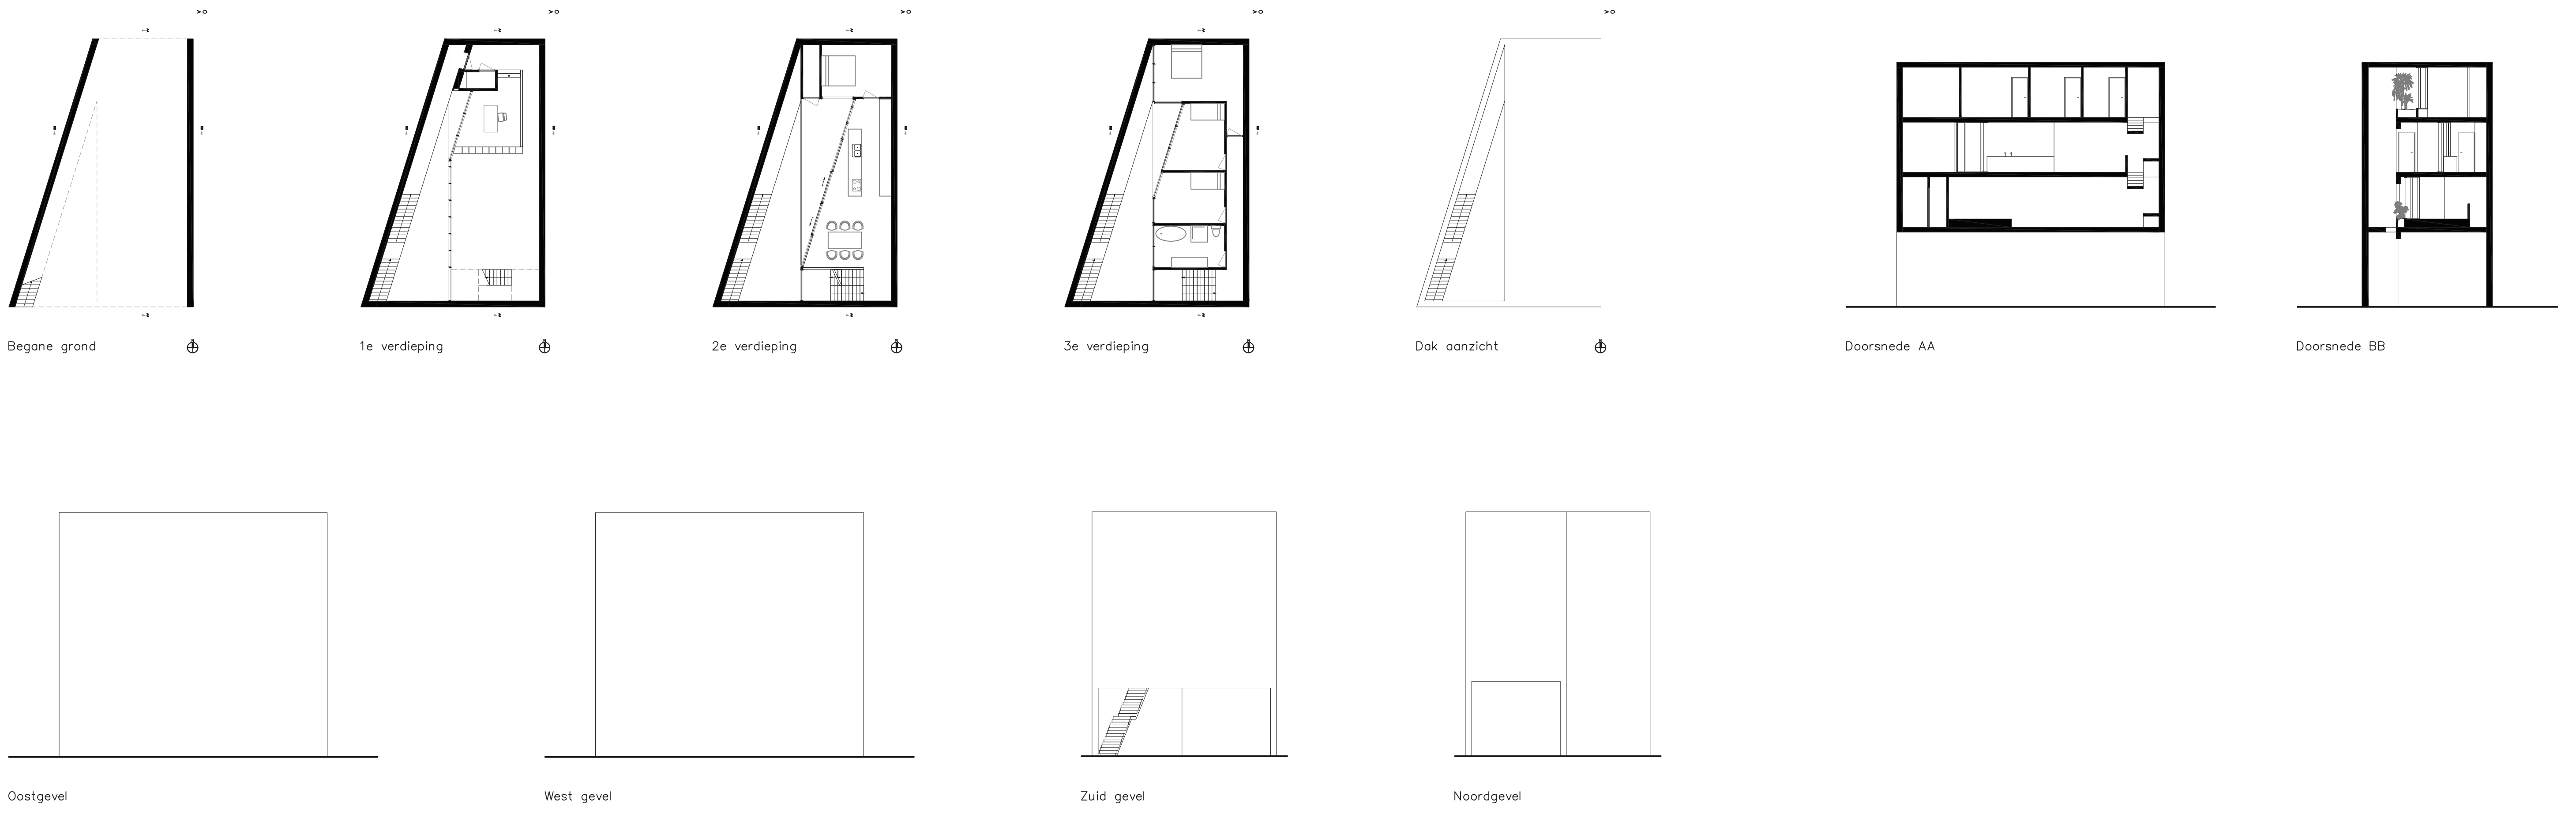 Begane grond
1e verdieping
2e verdieping
3e verdieping
Dak aanzicht
Doorsnede AA
Doorsnede BB
Oostgevel
West gevel
Zuid gevel
Noordgevel